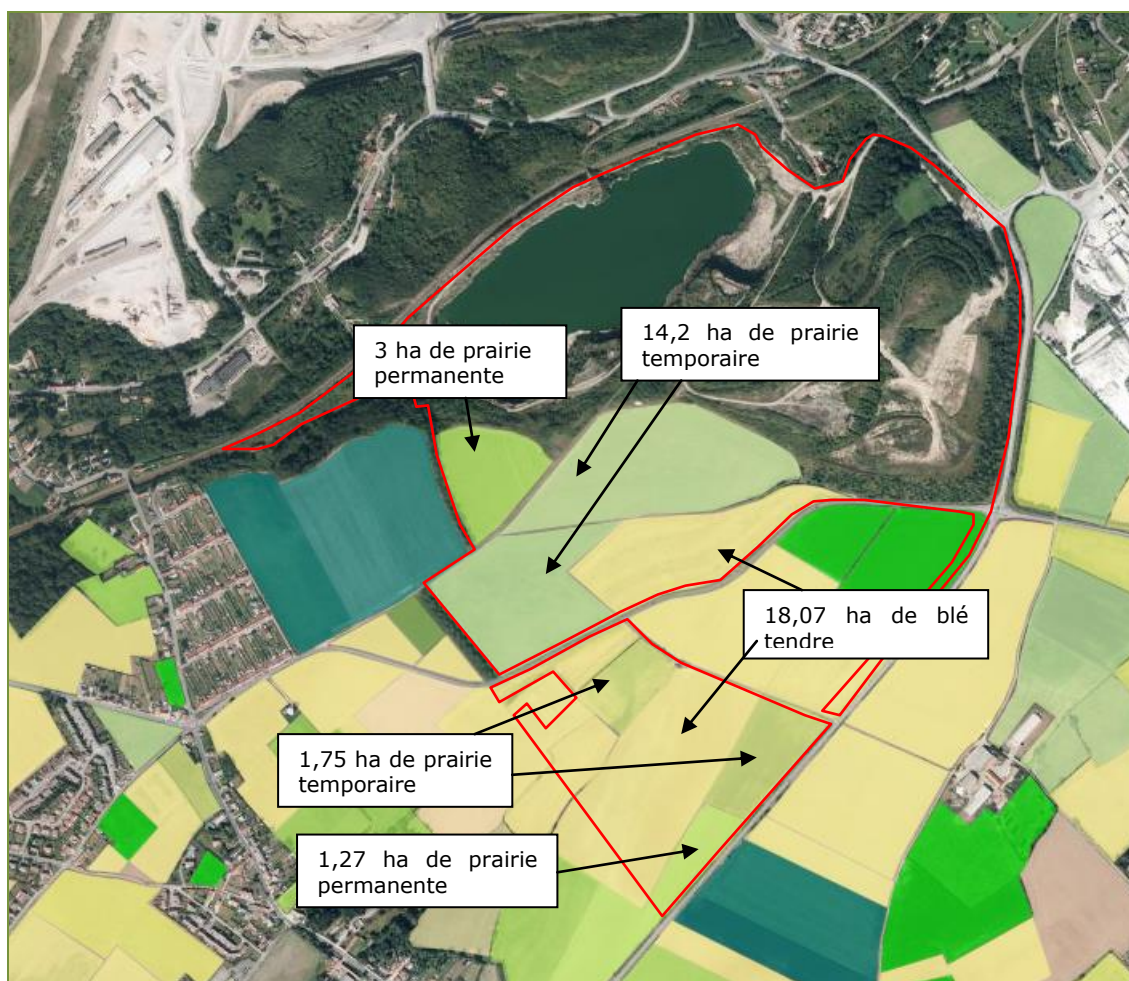 3 ha de prairie
permanente
14,2 ha de prairie
temporaire
18,07 ha de blé
tendre
1,75 ha de prairie
temporaire
1,27 ha de prairie
permanente